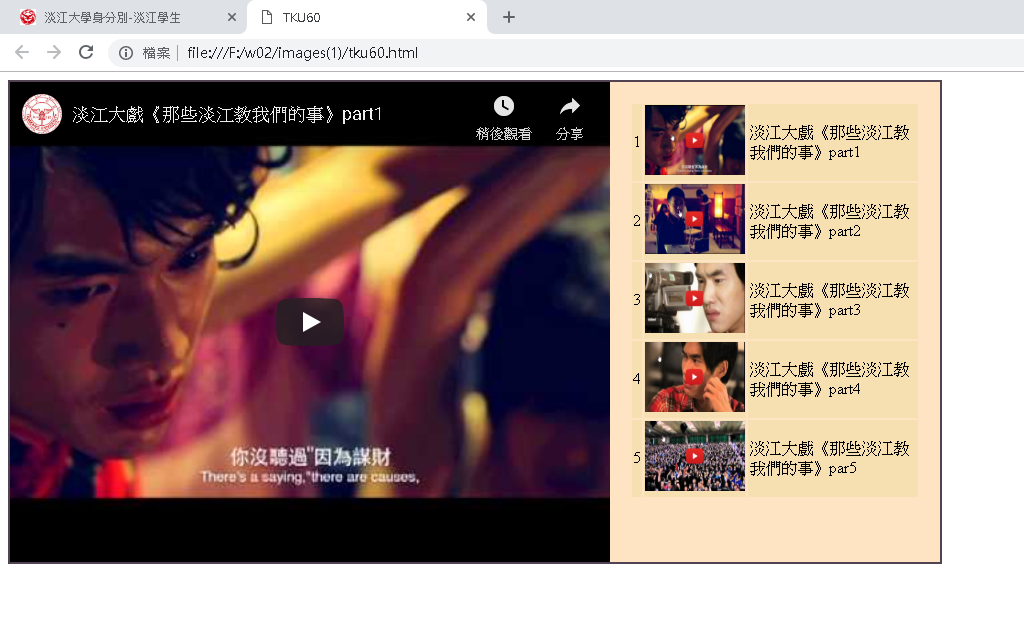 淡江大學身分別-淡江學生
TKU60
檔案 | file:///F:/w02/images(1)/tku60.html
淡江大戲《那些淡江教我們的事》part1
稍後觀看
分享
你沒聽過"因為謀財
There's a saying,"there are causes,
1
淡江大戲《那些淡江教
我們的事》part1
2
淡江大戲《那些淡江教
我們的事》part2
3
淡江大戲《那些淡江教
我們的事》part3
4
淡江大戲《那些淡江教
我們的事》part4
5
淡江大戲《那些淡江教
我們的事》par5